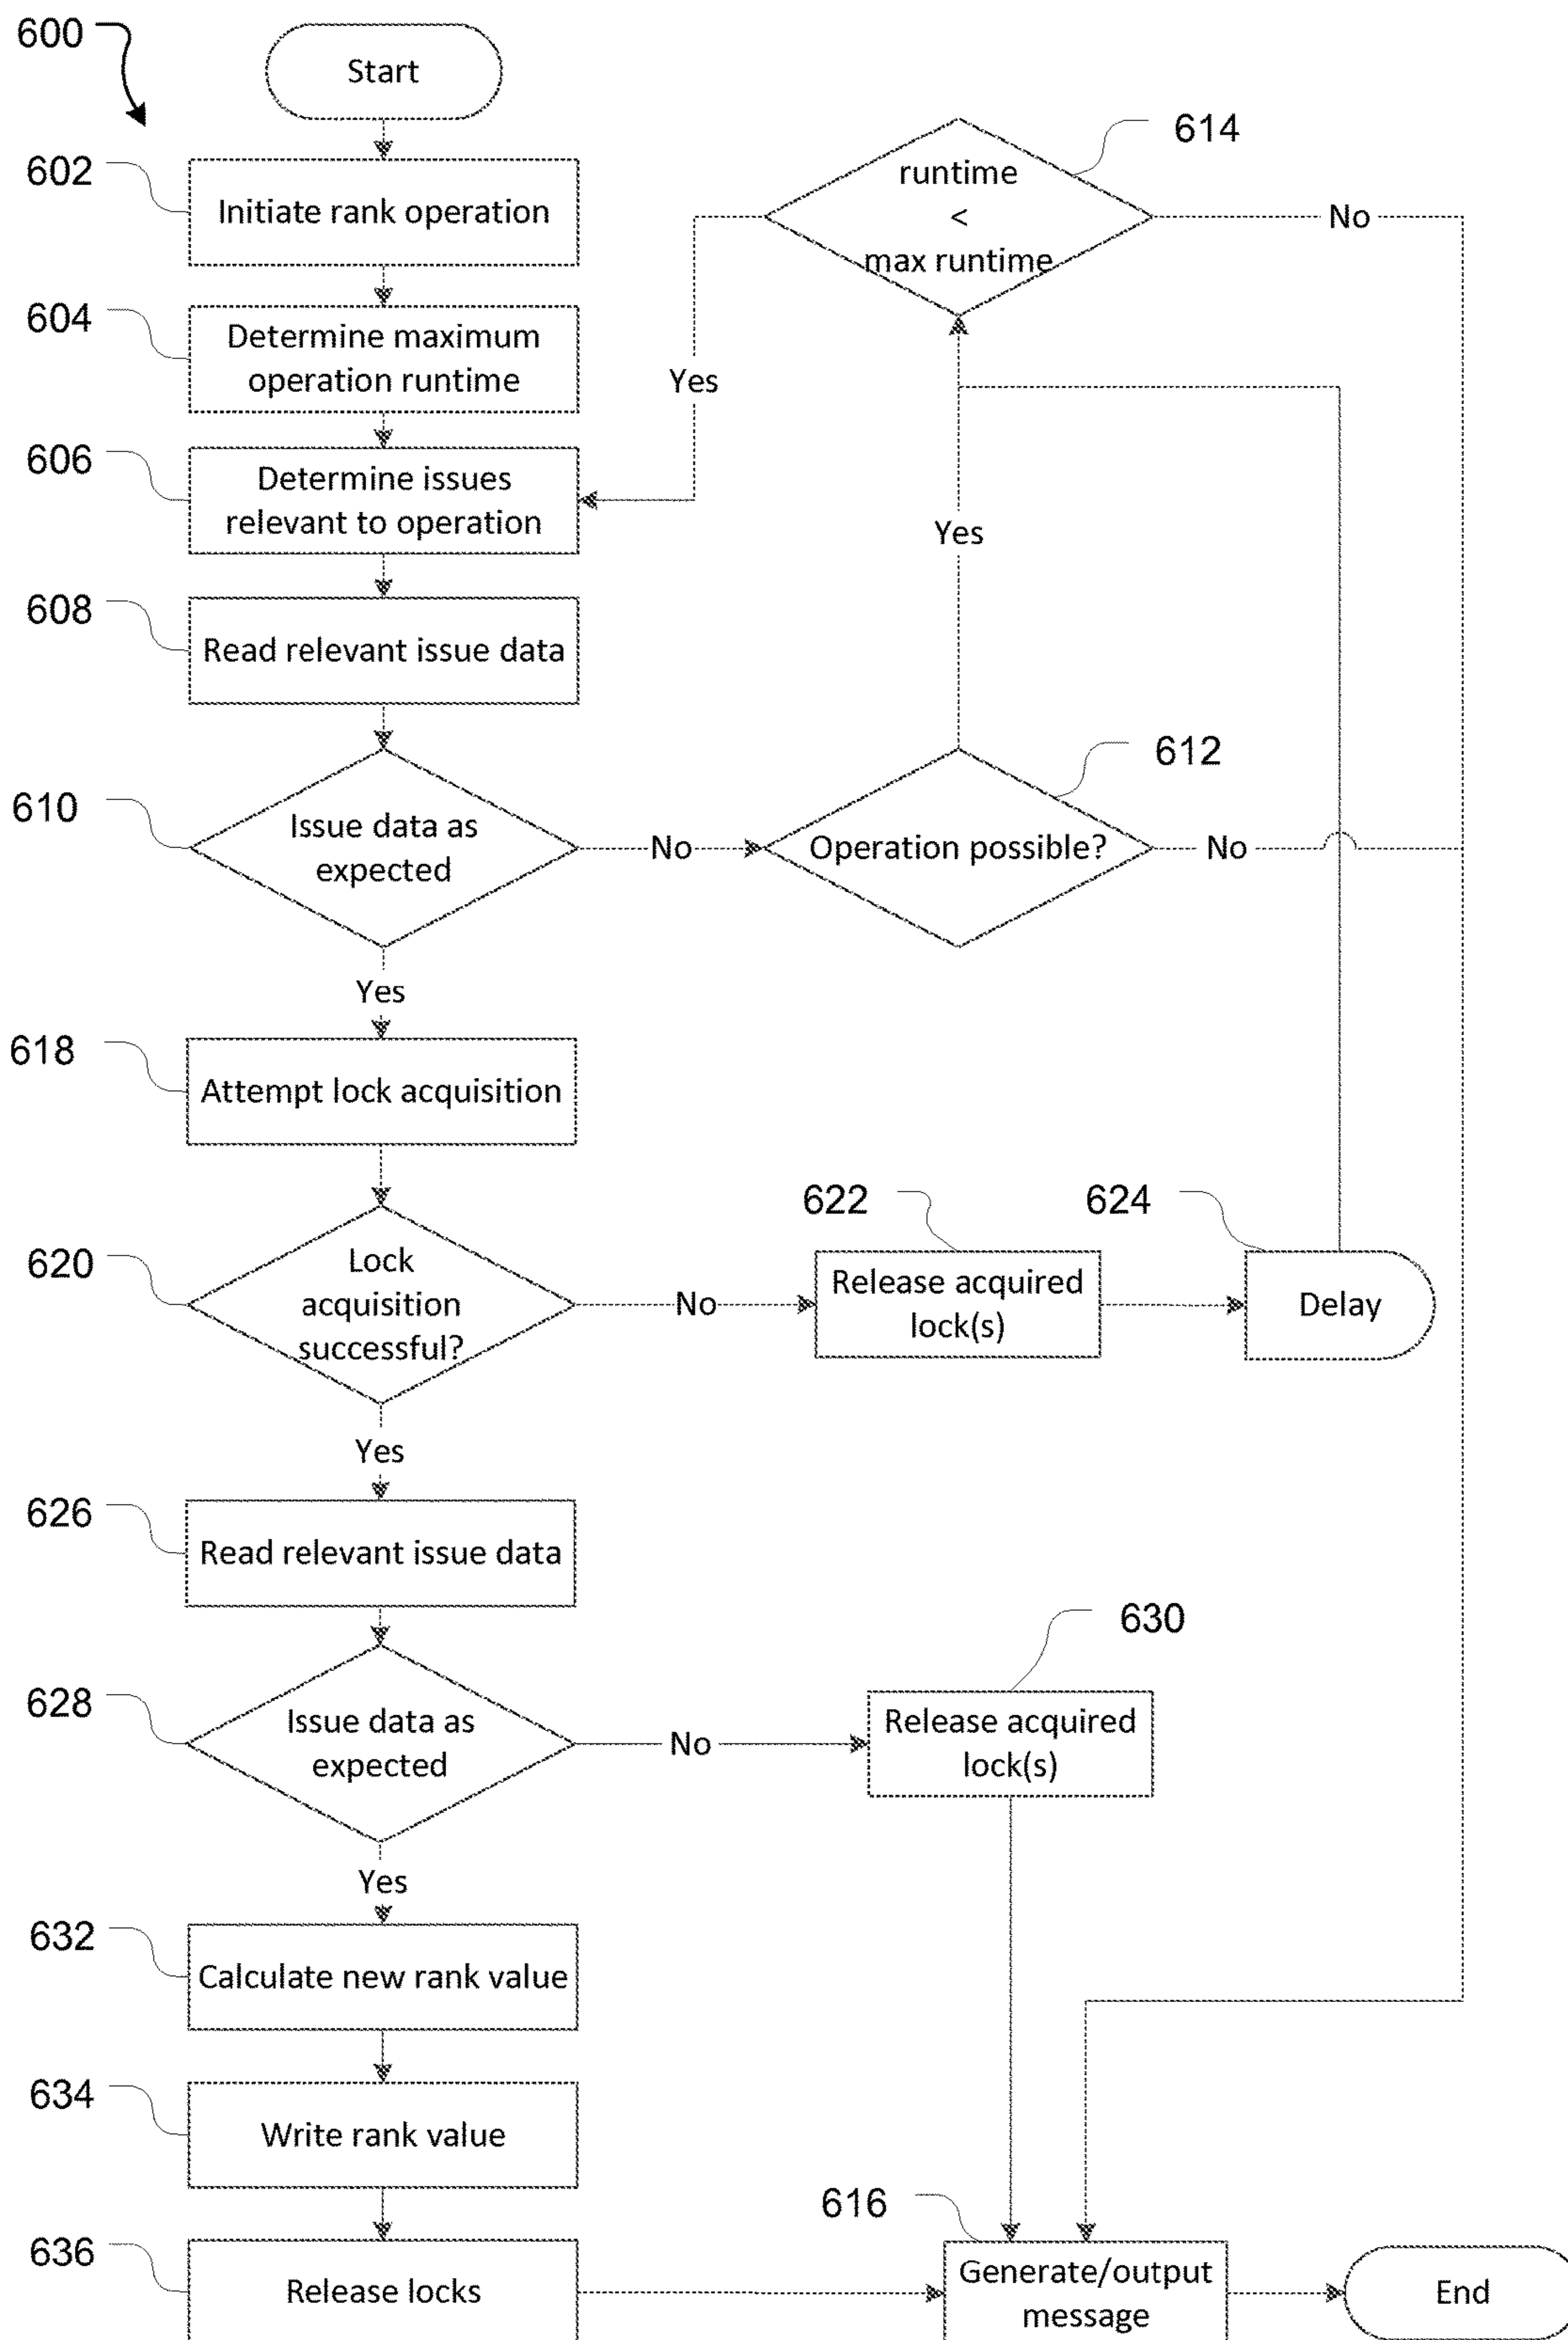 600
Start
602
Initiate rank operation
614
runtime
<
max runtime
No
604
Determine maximum
operation runtime
Yes
606
Determine issues
relevant to operation
Yes
608
Read relevant issue data
610
Issue data as
expected
No
612
Operation possible?
No
Yes
618
Attempt lock acquisition
620
Lock
acquisition
successful?
No
622
Release acquired
lock(s)
624
Delay
Yes
626
Read relevant issue data
628
Issue data as
expected
No
630
Release acquired
lock(s)
Yes
632
Calculate new rank value
634
Write rank value
636
Release locks
616
Generate/output
message
End